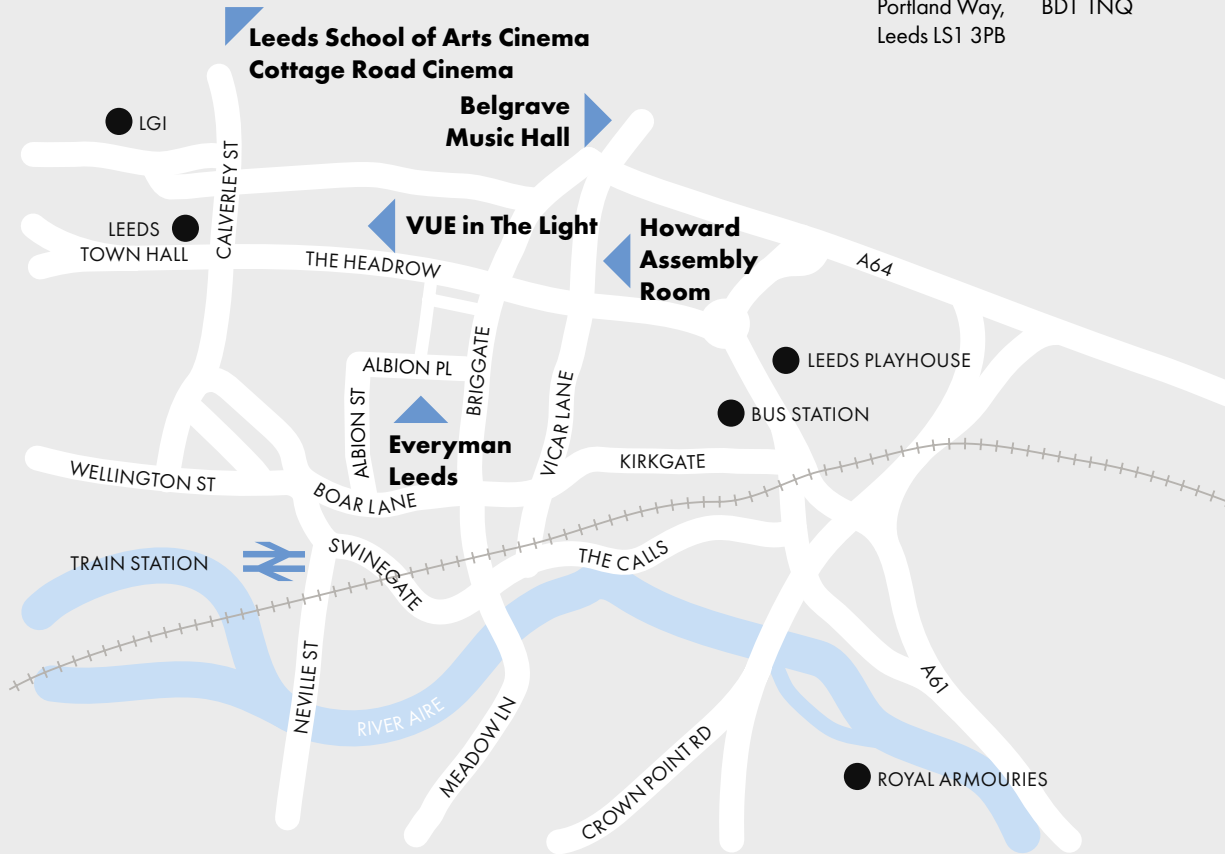 Portland Way,
BD1 1NQ
Leeds LS1 3PB
Leeds School of Arts Cinema
Cottage Road Cinema
Belgrave
Music Hall
LGI
CALVERLEY ST
LEEDS
TOWN HALL
VUE in The Light
Howard
Assembly
Room
THE HEADROW
A64
ALBION PL
BRIGGATE
LEEDS PLAYHOUSE
ALBION ST
VICAR LANE
BUS STATION
Everyman
Leeds
KIRKGATE
WELLINGTON ST
BOAR LANE
TRAIN STATION
SWINEGATE
THE CALLS
NEVILLE ST
RIVER AIRE
MEADOW LN
A61
CROWN POINT RD
ROYAL ARMOURIES